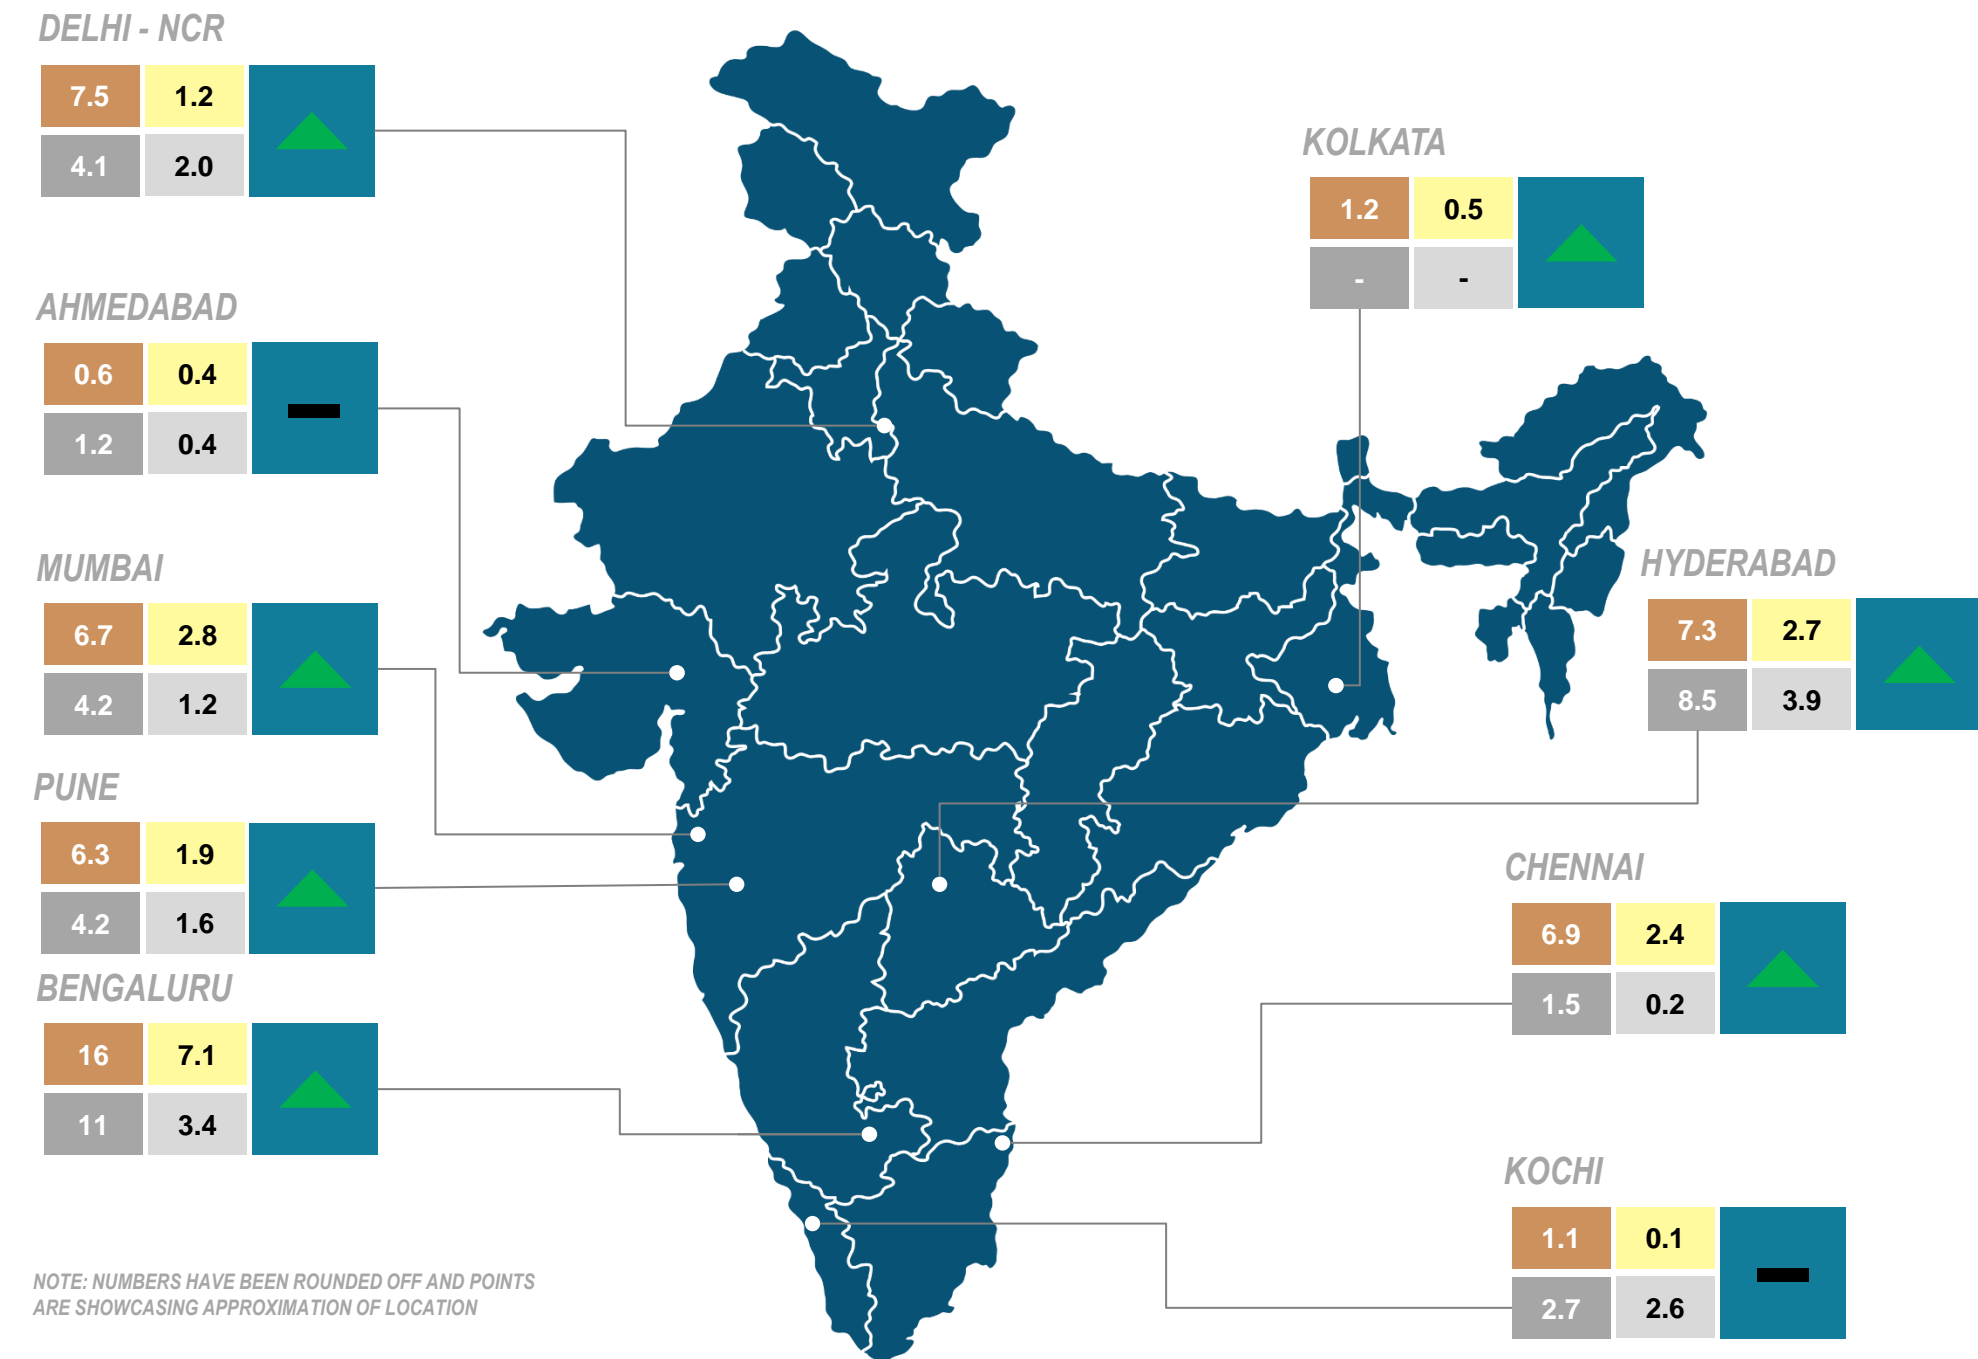 DELHI - NCR
7.5 1.2
4.1 2.0
AHMEDABAD
0.6 0.4
1.2 0.4
MUMBAI
6.7 2.8
4.2 1.2
PUNE
6.3 1.9
4.2 1.6
BENGALURU
16 7.1
11 3.4
KOLKATA
1.2 0.5
- -
HYDERABAD
7.3 2.7
8.5 3.9
CHENNAI
6.9 2.4
1.5 0.2
KOCHI
1.1 0.1
2.7 2.6
NOTE: NUMBERS HAVE BEEN ROUNDED OFF AND POINTS
ARE SHOWCASING APPROXIMATION OF LOCATION